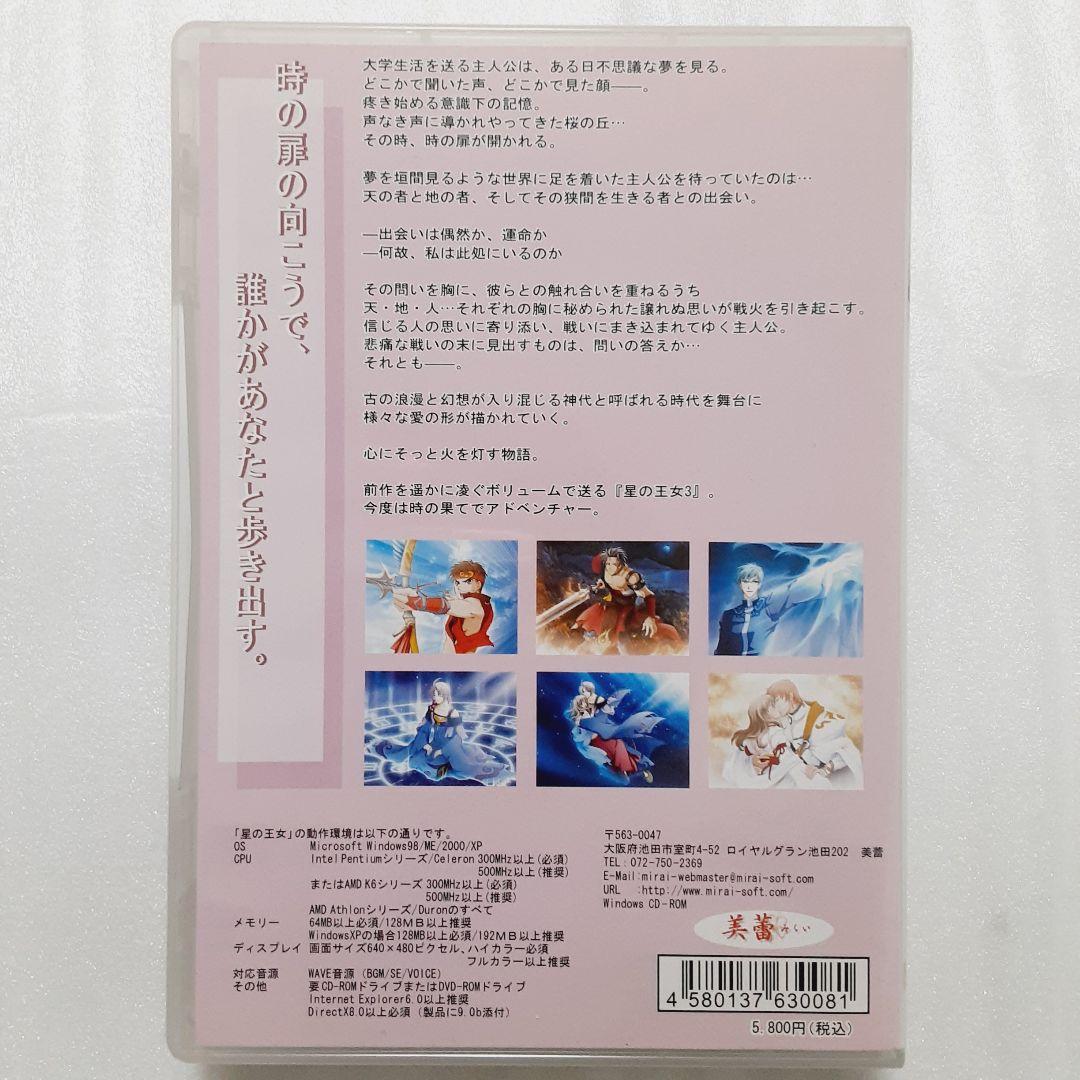 時の扉の向こうで、
誰かがあなたと歩き出す。
大学生活を送る主人公は、ある日不思議な夢を見る。
どこかで聞いた声、どこかで見た顔――。
疼き始める意識下の記憶。
声なき声に導かれやってきた桜の丘…
その時、時の扉が開かれる。
夢を垣間見るような世界に足を着いた主人公を待っていたのは…
天の者と地の者、そしてその狭間を生きる者との出会い。
―出会いは偶然か、運命か
―何故、私は此処にいるのか
その問いを胸に、彼らとの触れ合いを重ねるうち
天・地・人…それぞれの胸に秘められた譲れぬ思いが戦火を引き起こす。
信じる人の思いに寄り添い、戦いにまき込まれてゆく主人公。
悲痛な戦いの末に見出すものは、問いの答えか…
それとも――。
古の浪漫と幻想が入り混じる神代と呼ばれる時代を舞台に
様々な愛の形が描かれていく。
心にそっと火を灯す物語。
前作を遥かに凌ぐボリュームで送る『星の王女3』。
今度は時の果てでアドベンチャー。
「星の王女」の動作環境は以下の通りです。
OS Microsoft Windows98/ME/2000/XP
CPU Intel Pentiumシリーズ/Celeron 300MHz以上(必須)
500MHz以上(推奨)
またはAMD K6シリーズ 300MHz以上(必須)
500MHz以上(推奨)
AMD Athlonシリーズ/Duronのすべて
メモリー 64MB以上必須/128MB以上推奨
WindowsXPの場合128MB以上必須/192MB以上推奨
ディスプレイ 画面サイズ640×480ピクセル、ハイカラー必須
フルカラー以上推奨
対応音源 WAVE音源(BGM/SE/VOICE)
その他 要CD-ROMドライブまたはDVD-ROMドライブ
Internet Explorer6.0以上推奨
DirectX8.0以上必須(製品に9.0b添付)
〒563-0047
大阪府池田市室町4-52 ロイヤルグラン池田202 美蕾
TEL:072-750-2369
E-Mail:mirai-webmaster@mirai-soft.com
URL :http://www.mirai-soft.com/
Windows CD-ROM
美蕾 みらい
4 580137 630081
5,800円(税込)